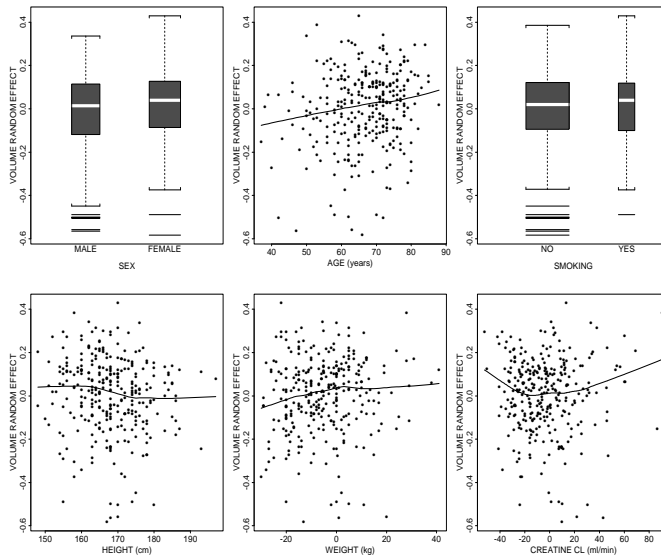 VOLUME RANDOM EFFECT
0.4
0.2
0.0
-0.2
-0.4
-0.6
MALE FEMALE
SEX
VOLUME RANDOM EFFECT
0.4
0.2
0.0
-0.2
-0.4
-0.6
40 50 60 70 80 90
AGE (years)
VOLUME RANDOM EFFECT
0.4
0.2
0.0
-0.2
-0.4
-0.6
NO YES
SMOKING
VOLUME RANDOM EFFECT
0.4
0.2
0.0
-0.2
-0.4
-0.6
150 160 170 180 190
HEIGHT (cm)
VOLUME RANDOM EFFECT
0.4
0.2
0.0
-0.2
-0.4
-0.6
-20 0 20 40
WEIGHT (kg)
VOLUME RANDOM EFFECT
0.4
0.2
0.0
-0.2
-0.4
-0.6
-40 -20 0 20 40 60 80
CREATINE CL (ml/min)